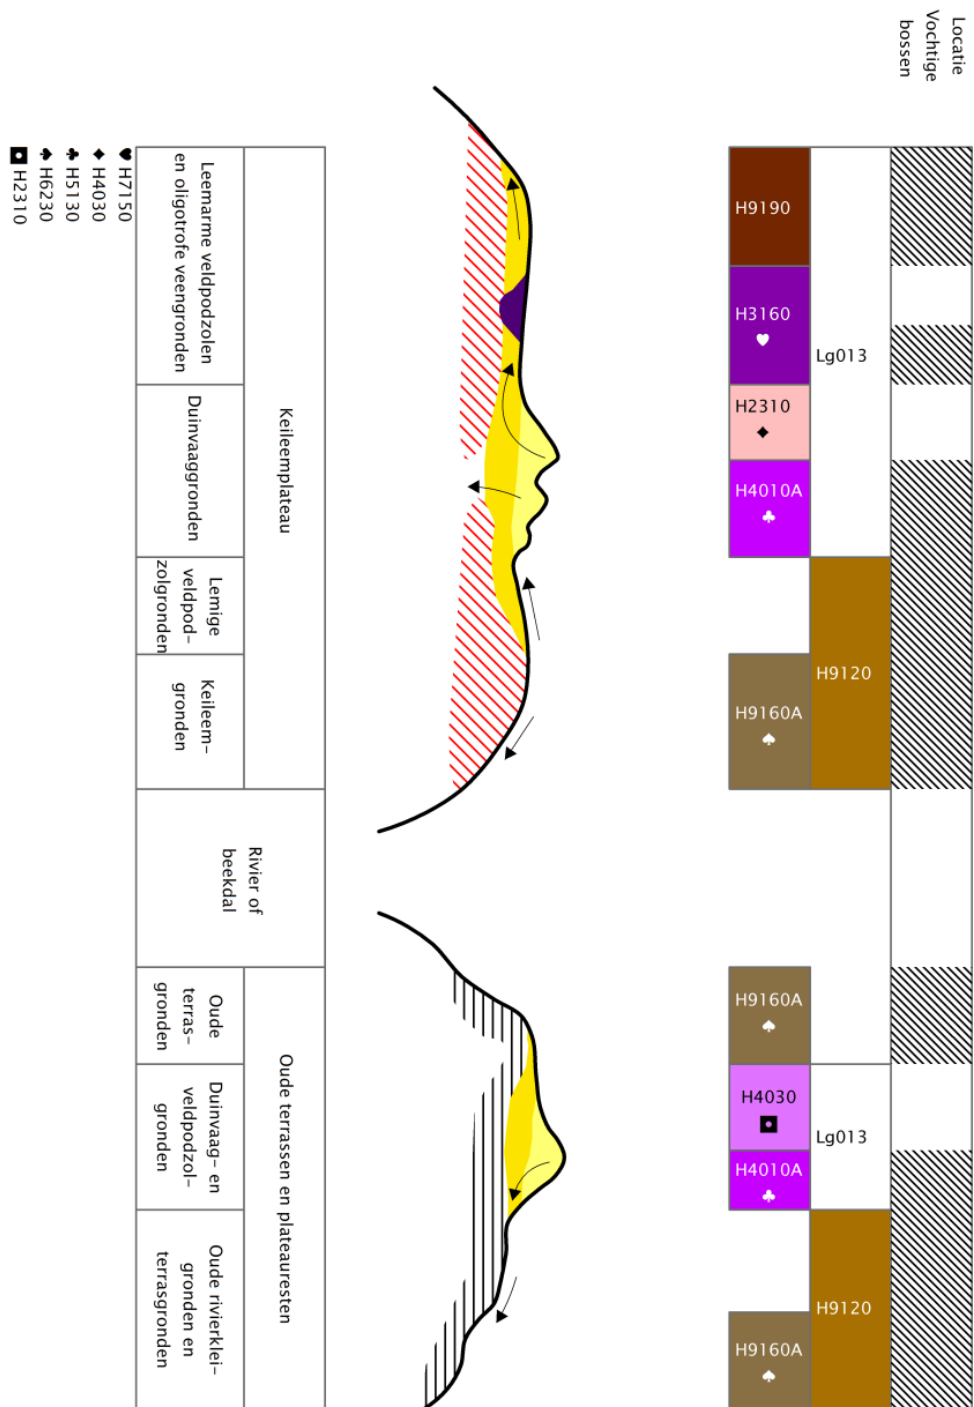 Locatie
Vochtige
bossen
H9190
H3160
♥
H2310
♦
H4010A
♣
Lg013
H9120
H9160A
♠
H9160A
♠
H4030
H4010A
♣
Lg013
H9120
H9160A
♠
Leemarme veldpodzolen
en oligotrofe veengronden
Duinvaaggronden
Lemige
veldpod-
zolgronden
Keileem-
gronden
Keileemplateau
Rivier of
beekdal
Oude
terras-
gronden
Duinvaag- en
veldpodzol-
gronden
Oude rivierklei-
gronden en
terrasgronden
Oude terrassen en plateauresten
♥ H7150
♦ H4030
♣ H5130
♠ H6230
◘ H2310